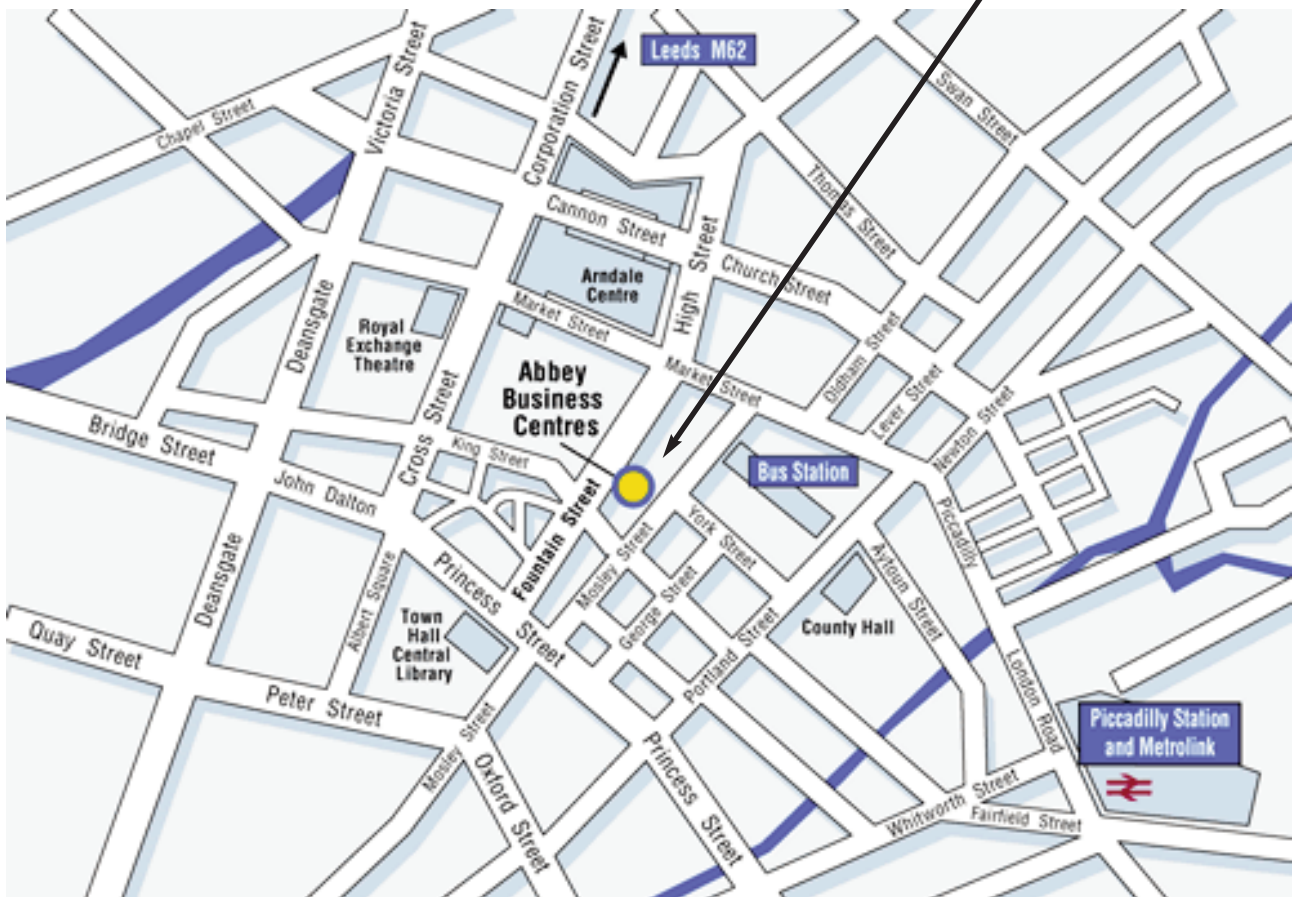 Leeds M62
Chapel Street
Victoria Street
Corporation Street
Swan Street
Thomas Street
Cannon Street
High Street
Church Street
Arndale
Centre
Market Street
Royal
Exchange
Theatre
Deansgate
Market Street
Oldham Street
Lever Street
Newton Street
Abbey
Business
Centres
Bridge Street
John Dalton
Cross Street
King Street
Bus Station
Fountain Street
Mosley Street
York Street
Piccadilly
Aytoun Street
Deansgate
Albert Square
Princess Street
George Street
Portland Street
County Hall
Town
Hall
Central
Library
Quay Street
Peter Street
London Road
Piccadilly Station
and Metrolink
Mosley Street
Oxford Street
Princess Street
Whitworth Street
Fairfield Street